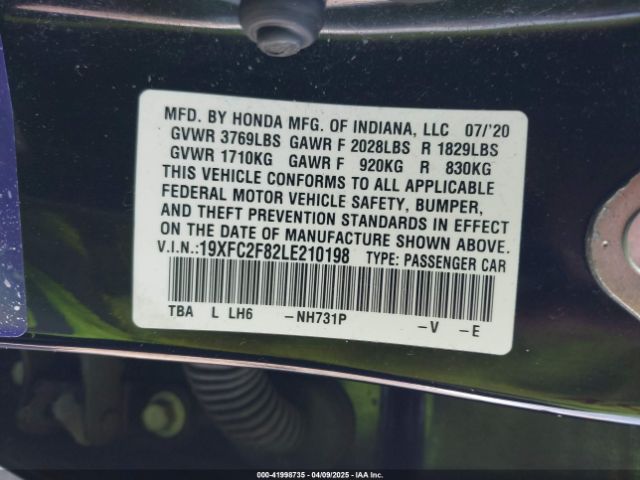 MFD. BY HONDA MFG. OF INDIANA, LLC 07/'20
GVWR 3769LBS GAWR F 2028LBS R 1829LBS
GVWR 1710KG GAWR F 920KG R 830KG
THIS VEHICLE CONFORMS TO ALL APPLICABLE
FEDERAL MOTOR VEHICLE SAFETY, BUMPER,
AND THEFT PREVENTION STANDARDS IN EFFECT
ON THE DATE OF MANUFACTURE SHOWN ABOVE.
V.I.N.:19XFC2F82LE210198 TYPE: PASSENGER CAR
TBA L LH6 -NH731P -V -E
000-41998735 - 04/09/2025 - IAA Inc.